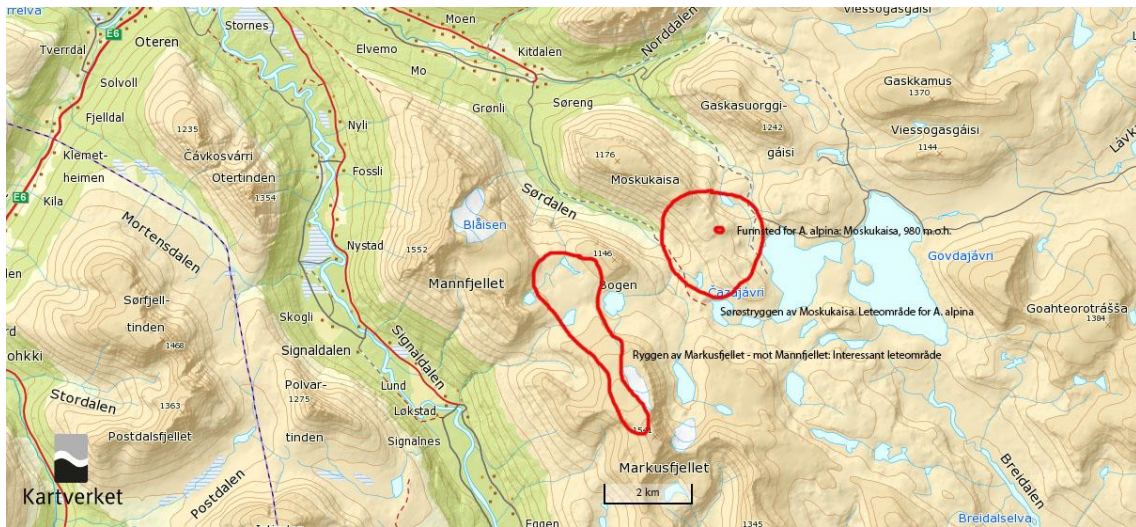 rrelva
Stornes
Moen
Viessogasgáisi
Tverrdal
E6
Oteren
Elvemo
Kitdalen
Norddalen
Mo
Gaskkamus
1370
Solvoll
Grønli
Søreng
Gaskasuorggi-
gáisi
1242
Fjelldal
Nyli
1235
Viessogasgáisi
1144
Klemet-
heimen
Čávkosvárri
Otertinden
1354
Fossli
1176
Moskukaisa
E6
Kila
Sørdalen
Mortensdalen
Blåisen
Furinsted for A. alpina: Moskukaisa, 980 m.o.h.
Nystad
1552
1146
Govdajávri
Mannfjellet
Bogen
Čazajávri
Sørfjell-
tinden
Sørøstryggen av Moskukaisa. Leteområde for A. alpina
Goahteorotrášša
1384
Skogli
1468
Signaldalen
Signaldalen
Ryggen av Markusfjellet - mot Mannfjellet: Interessant leteområde
ohkki
Polvar-
tinden
1275
Lund
Stordalen
1363
Løkstad
Postdalsfjellet
Signalnes
Markusfjellet
Breidalen
Kartverket
2 km
Postdalen
Eggen
1345
Breidalselva